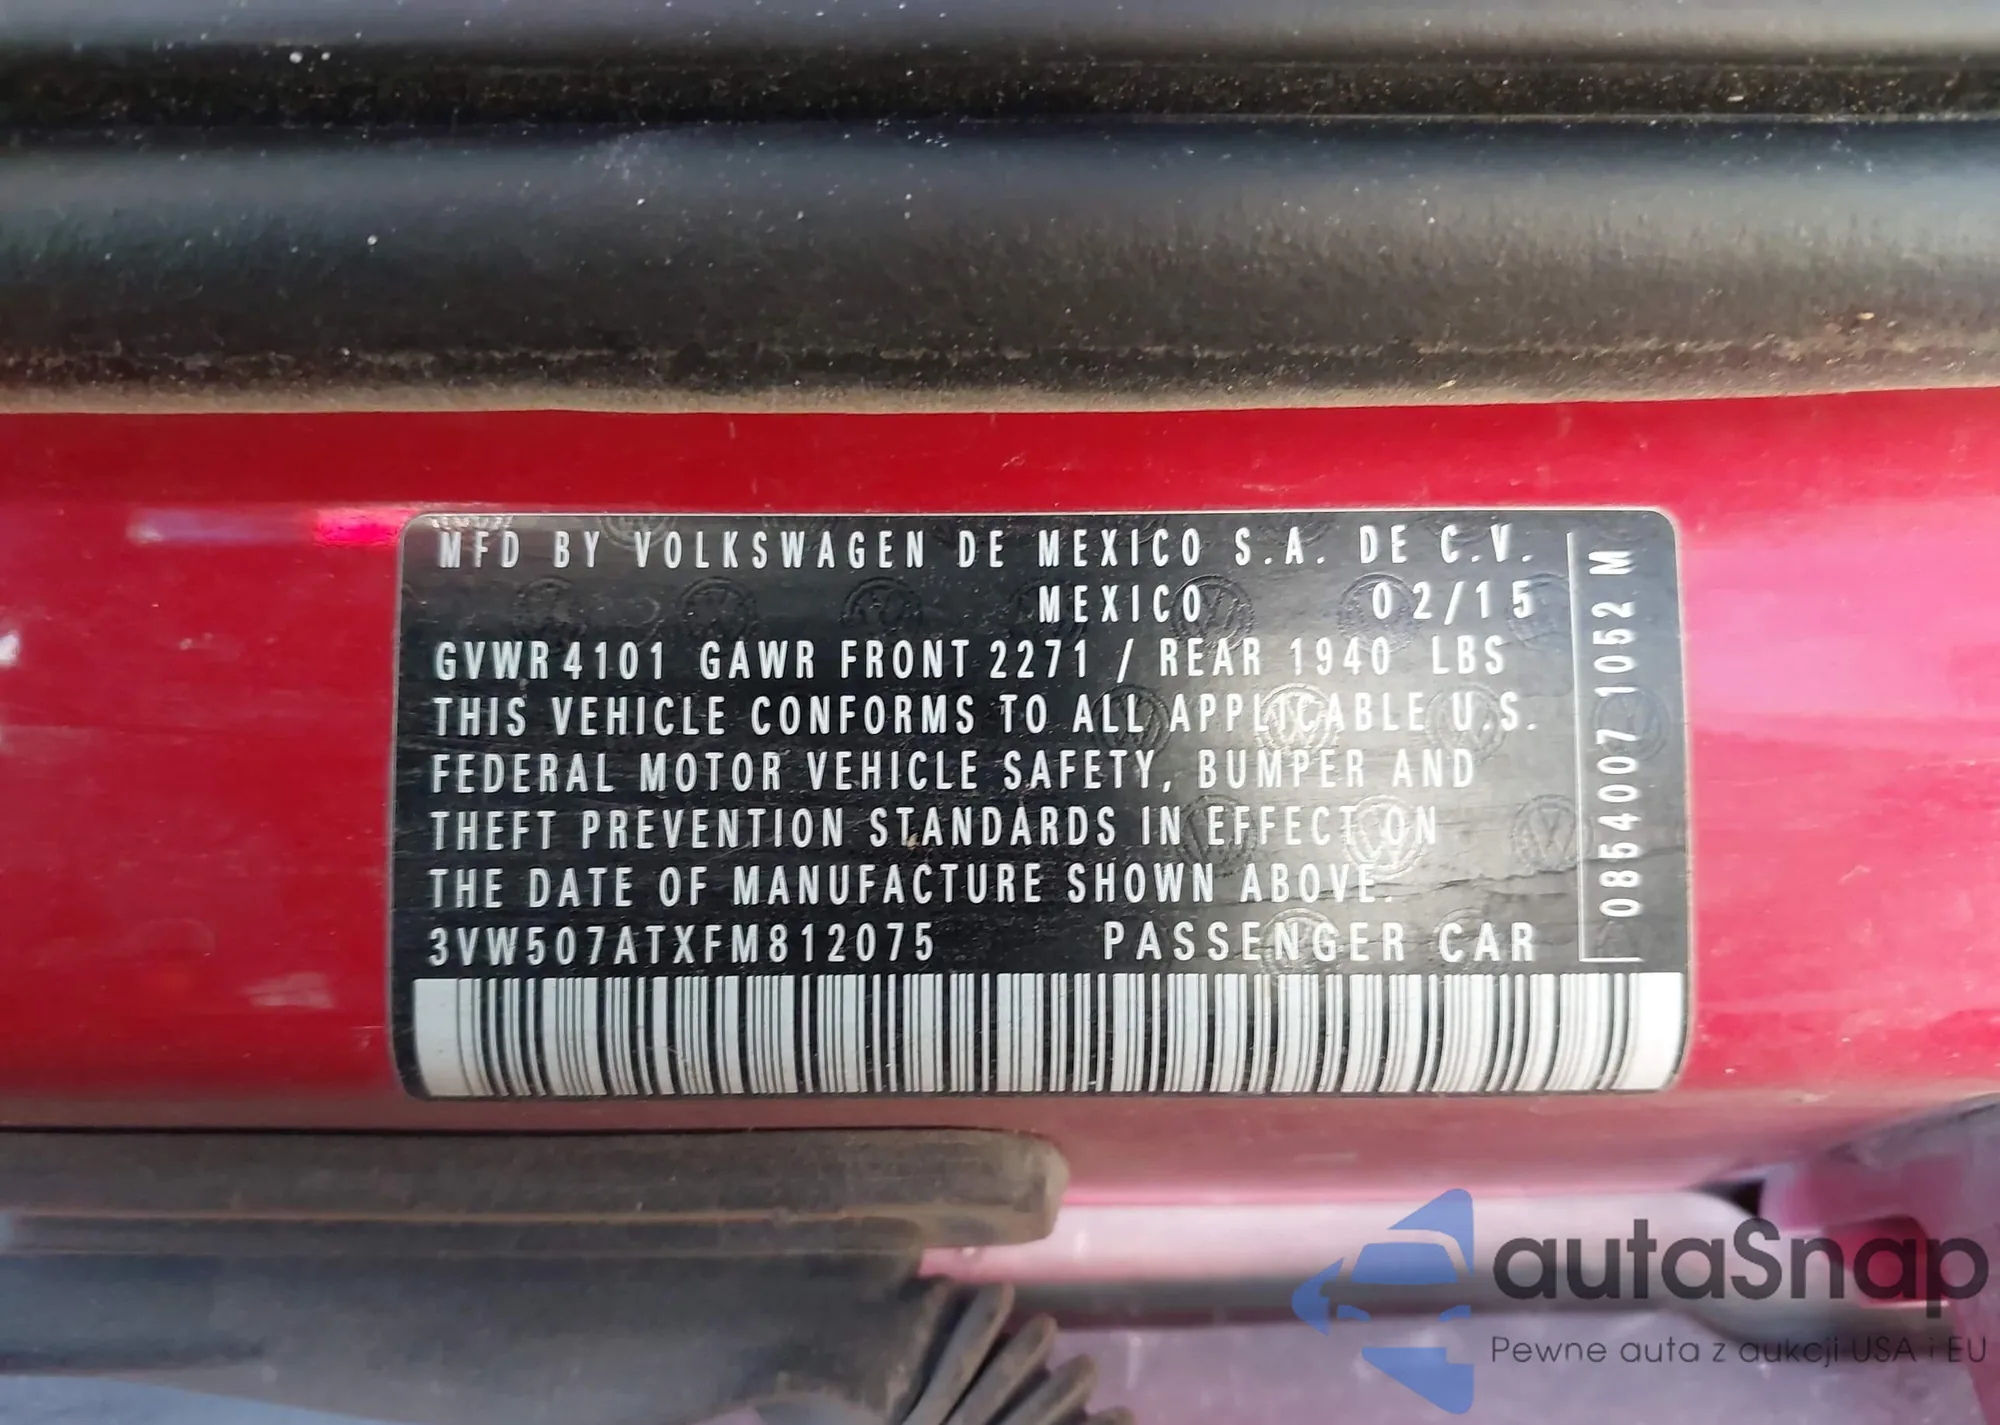 MFD BY VOLKSWAGEN DE MEXICO S.A. DE C.V.
MEXICO 02/15
GVWR 4101 GAWR FRONT 2271 / REAR 1940 LBS
THIS VEHICLE CONFORMS TO ALL APPLICABLE U.S.
FEDERAL MOTOR VEHICLE SAFETY, BUMPER AND
THEFT PREVENTION STANDARDS IN EFFECT ON
THE DATE OF MANUFACTURE SHOWN ABOVE.
3VW507ATXFM812075 PASSENGER CAR
0854007 1052 M
autaSnap
Pewne auta z aukcji USA i EU